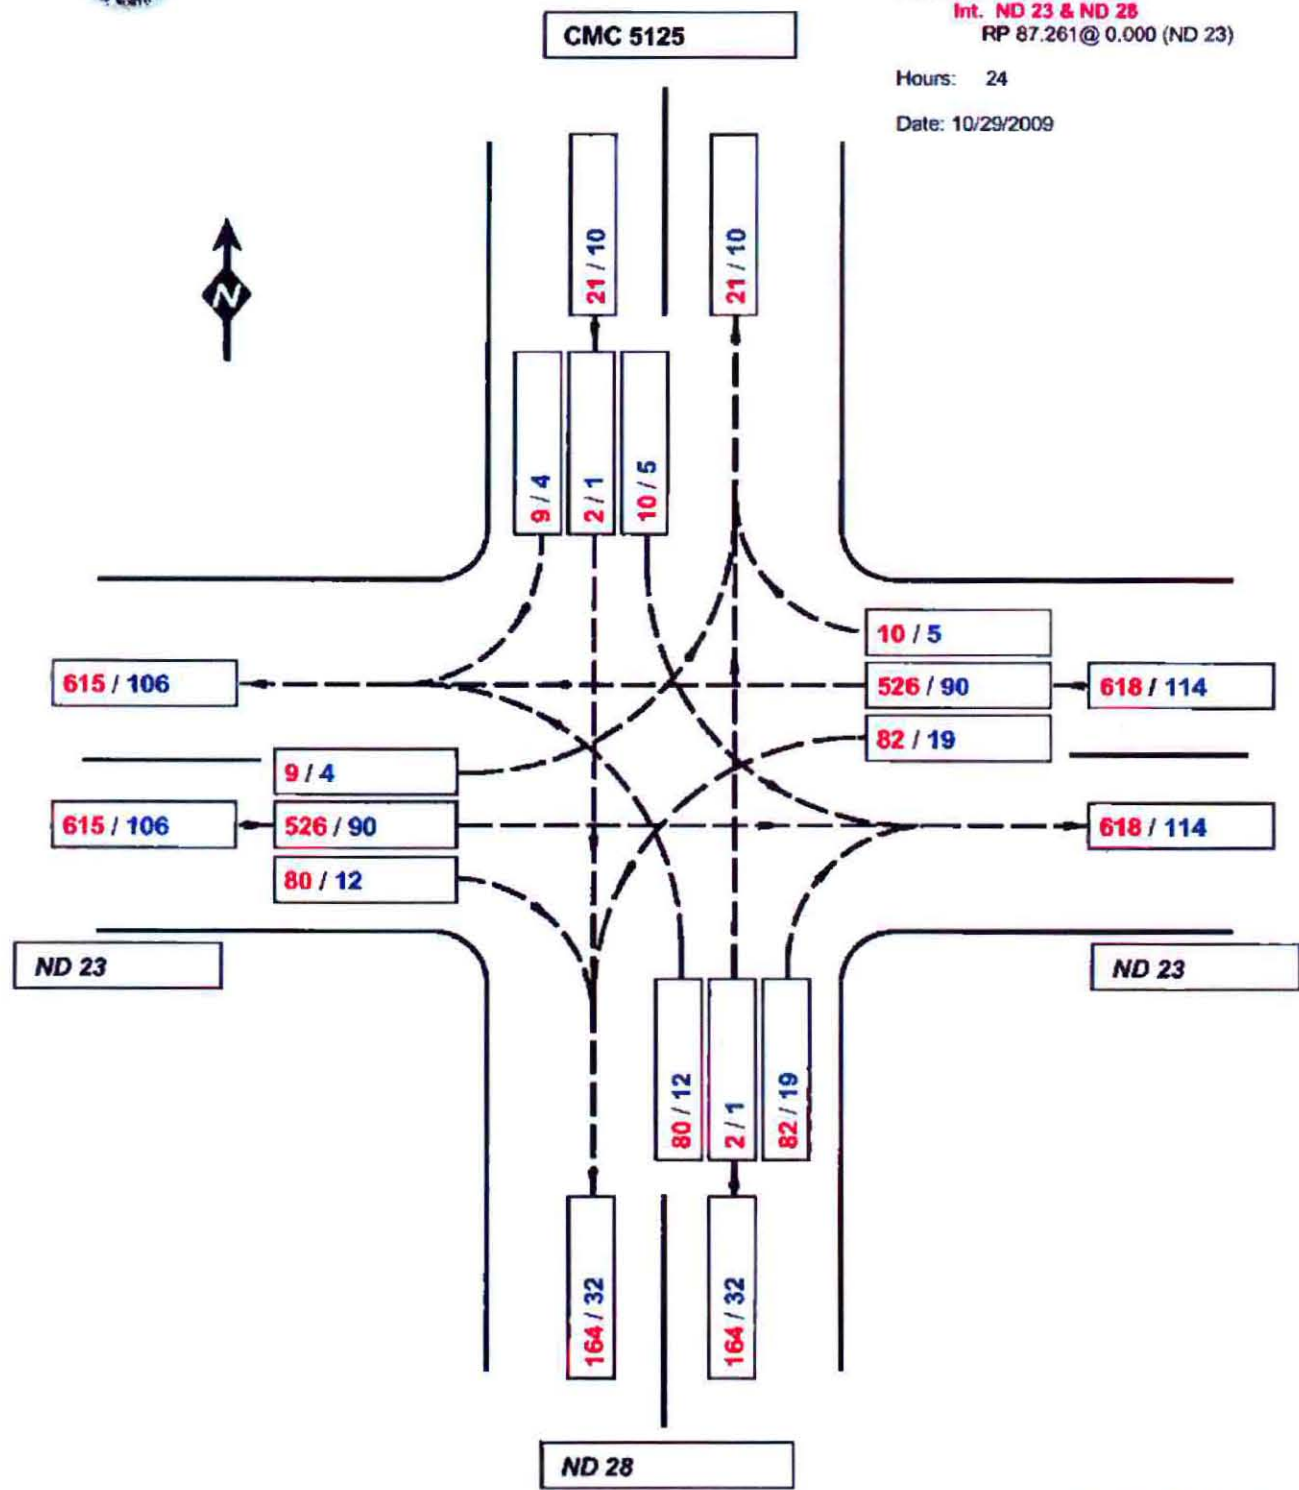 Int. ND 23 & ND 28
CMC 5125
RP 87.261@ 0.000 (ND 23)
Hours: 24
Date: 10/29/2009
21 / 10
21 / 10
N
9 / 4
2 / 1
10 / 5
10 / 5
615 / 106
526 / 90
618 / 114
82 / 19
9 / 4
615 / 106
526 / 90
618 / 114
80 / 12
ND 23
ND 23
80 / 12
2 / 1
82 / 19
164 / 32
164 / 32
ND 28